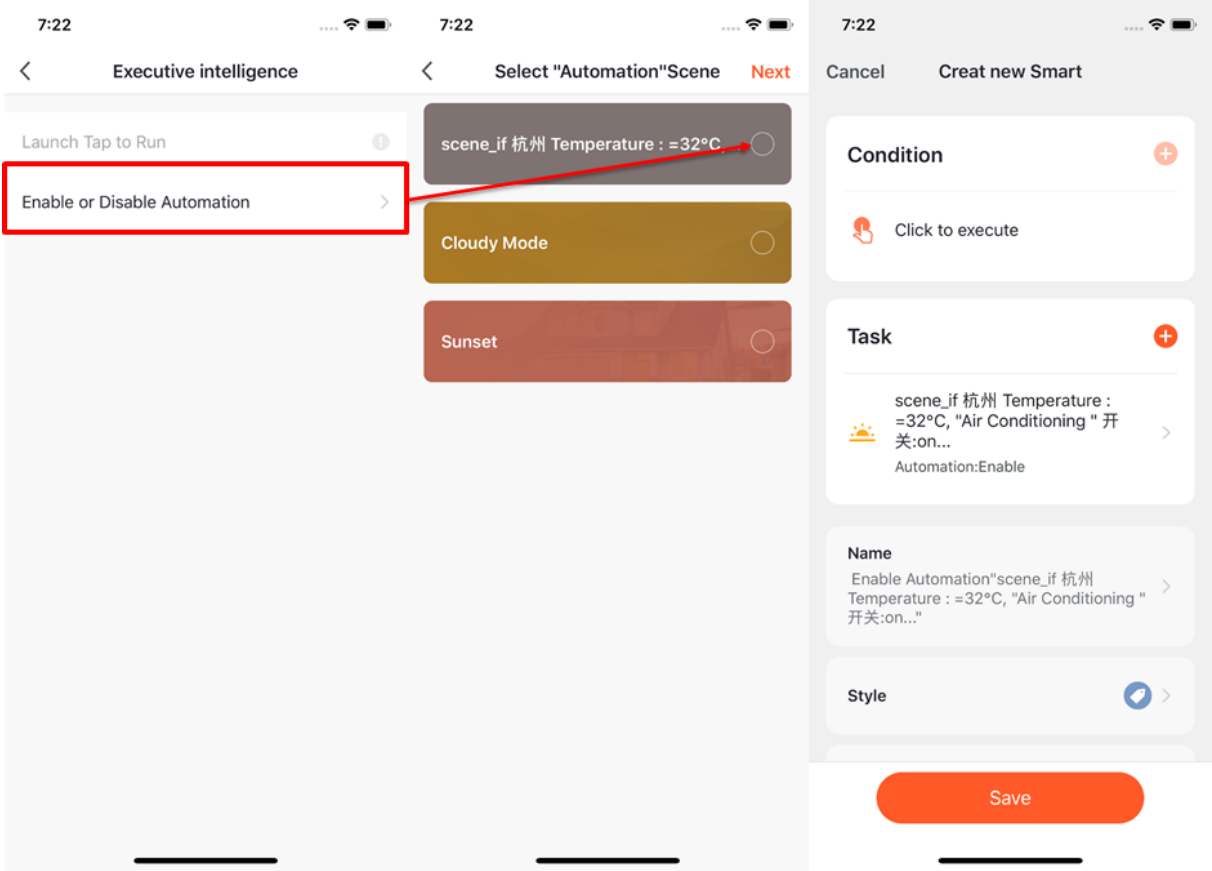 7:22
Executive intelligence
Launch Tap to Run
Enable or Disable Automation
7:22
Select "Automation"Scene
Next
scene_if 杭州 Temperature : =32°C,...
Cloudy Mode
Sunset
7:22
Cancel
Creat new Smart
Condition
Click to execute
Task
scene_if 杭州 Temperature :
=32°C, "Air Conditioning " 开
关:on...
Automation:Enable
Name
Enable Automation"scene_if 杭州
Temperature : =32°C, "Air Conditioning "
开关:on..."
Style
Save